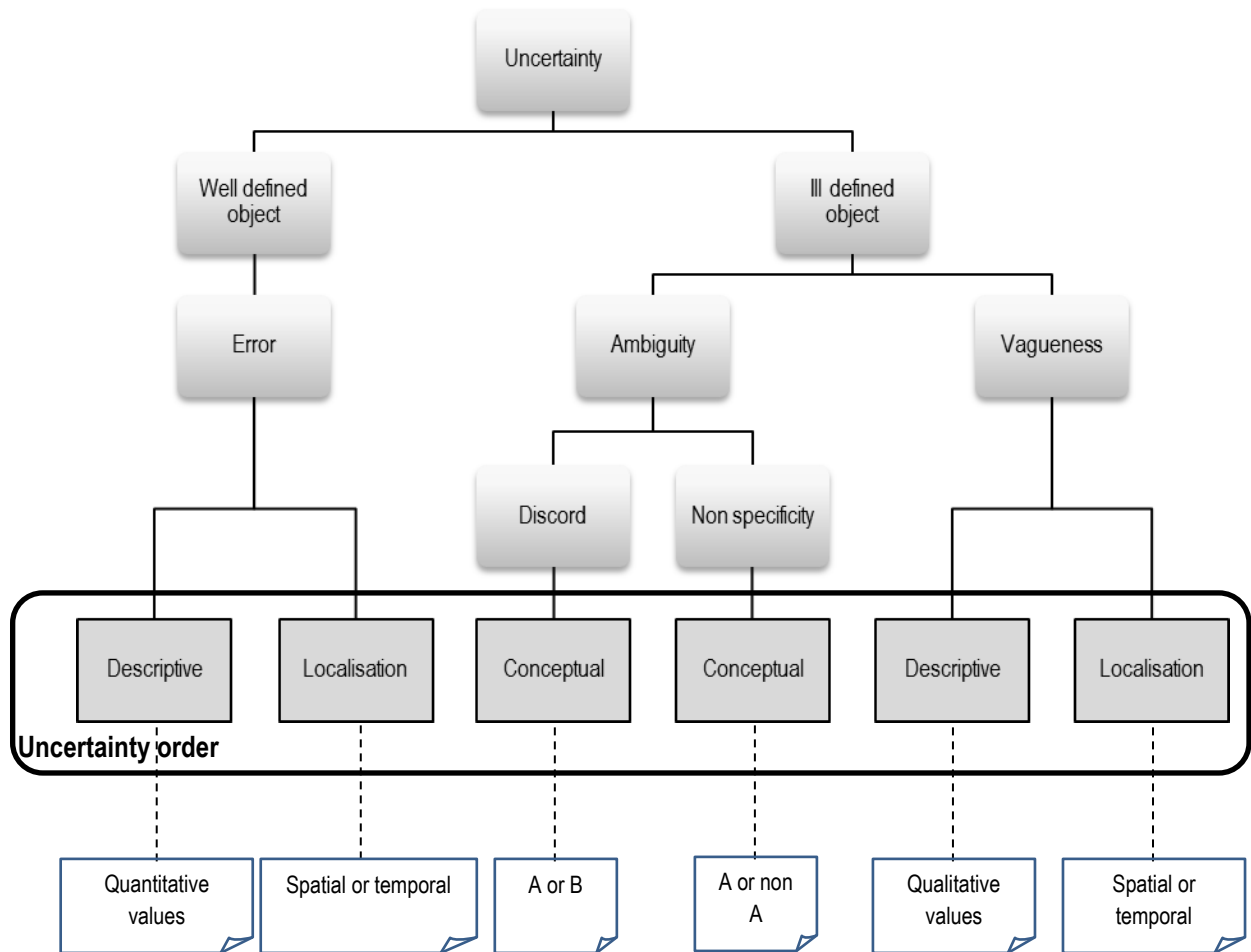 Uncertainty
Well defined
object
Ill defined
object
Error
Ambiguity
Vagueness
Discord
Non specificity
Descriptive
Localisation
Conceptual
Conceptual
Descriptive
Localisation
Uncertainty order
Quantitative
values
Spatial or temporal
A or B
A or non
A
Qualitative
values
Spatial or
temporal